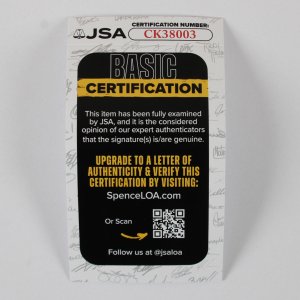 JSA
CERTIFICATION NUMBER:
CK38003
BASIC
CERTIFICATION
This item has been fully examined
by JSA, and it is the considered
opinion of our expert authenticators
that the signature(s) is/are genuine.
UPGRADE TO A LETTER OF
AUTHENTICITY & VERIFY THIS
CERTIFICATION BY VISITING:
SpenceLOA.com
Or Scan
Follow us at @jsaloa